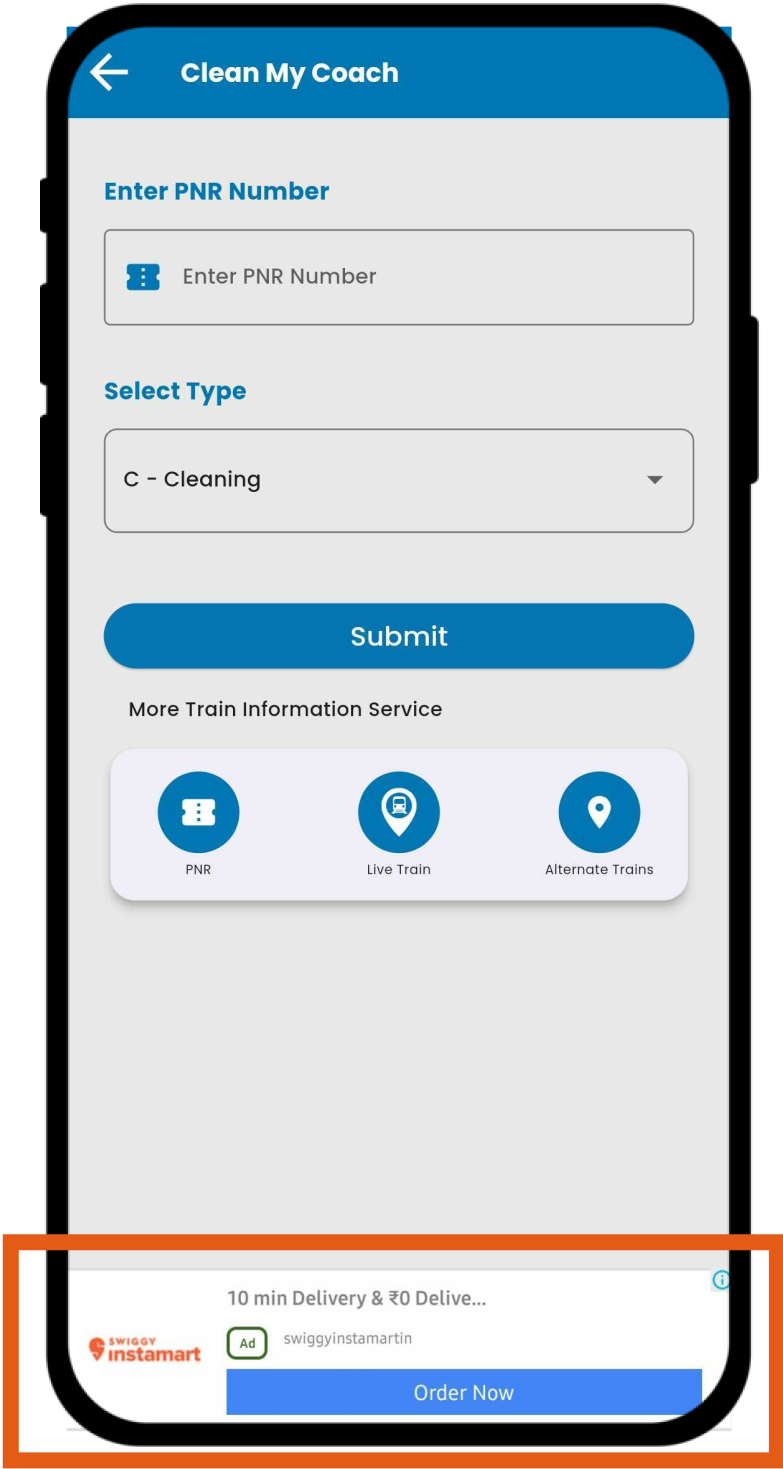 Clean My Coach
Enter PNR Number
Enter PNR Number
Select Type
C - Cleaning
Submit
More Train Information Service
PNR
Live Train
Alternate Trains
10 min Delivery & ₹0 Delive...
SWIGGY
instamart
Ad
swiggyinstamartin
Order Now